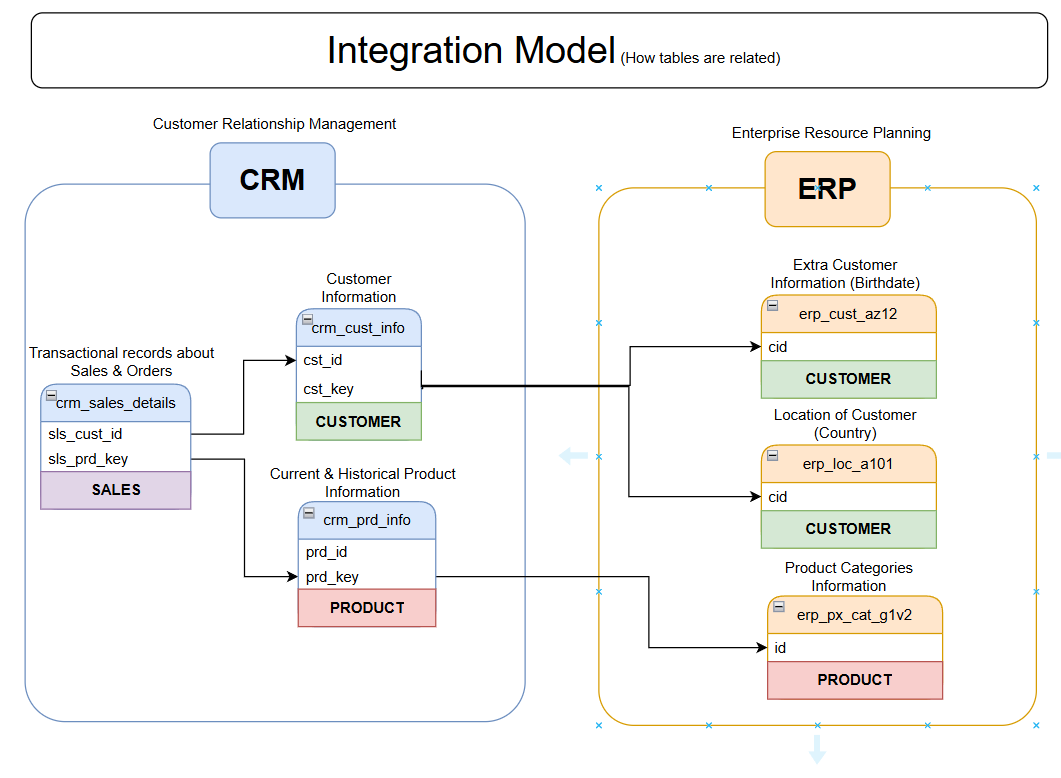 Integration Model (How tables are related)
Customer Relationship Management
CRM
Enterprise Resource Planning
ERP
Customer
Information
crm_cust_info
cst_id
cst_key
CUSTOMER
Transactional records about
Sales & Orders
crm_sales_details
sls_cust_id
sls_prd_key
SALES
Current & Historical Product
Information
crm_prd_info
prd_id
prd_key
PRODUCT
Extra Customer
Information (Birthdate)
erp_cust_az12
cid
CUSTOMER
Location of Customer
(Country)
erp_loc_a101
cid
CUSTOMER
Product Categories
Information
erp_px_cat_g1v2
id
PRODUCT